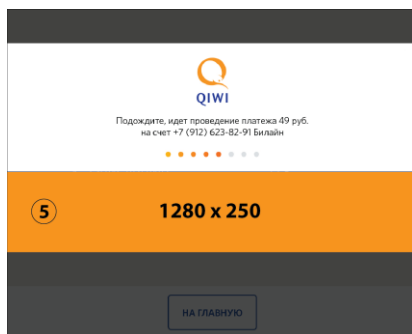 QIWI
Подождите, идет проведение платежа 49 руб.
на счет +7 (912) 623-82-91 Билайн
5
1280 x 250
НА ГЛАВНУЮ